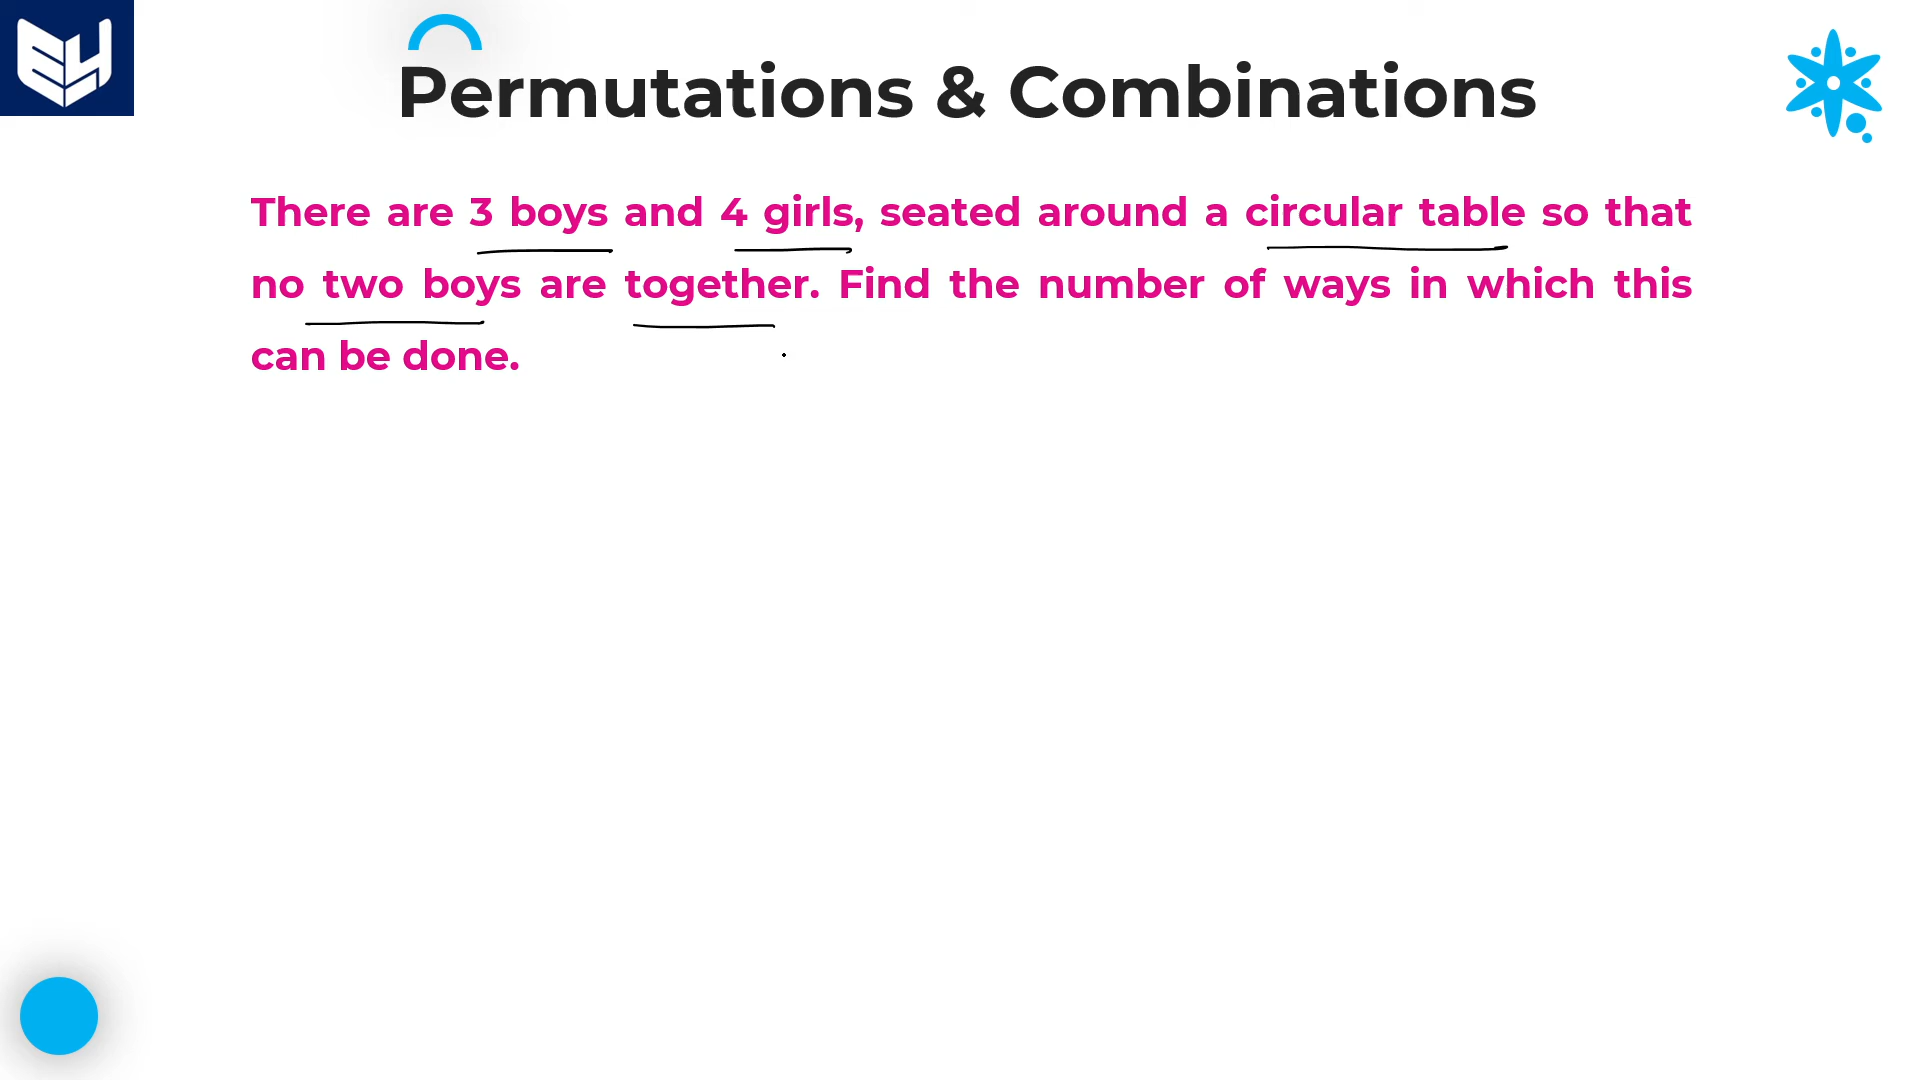 Permutations & Combinations
There are 3 boys and 4 girls, seated around a circular table so that
no two boys are together. Find the number of ways in which this
can be done.